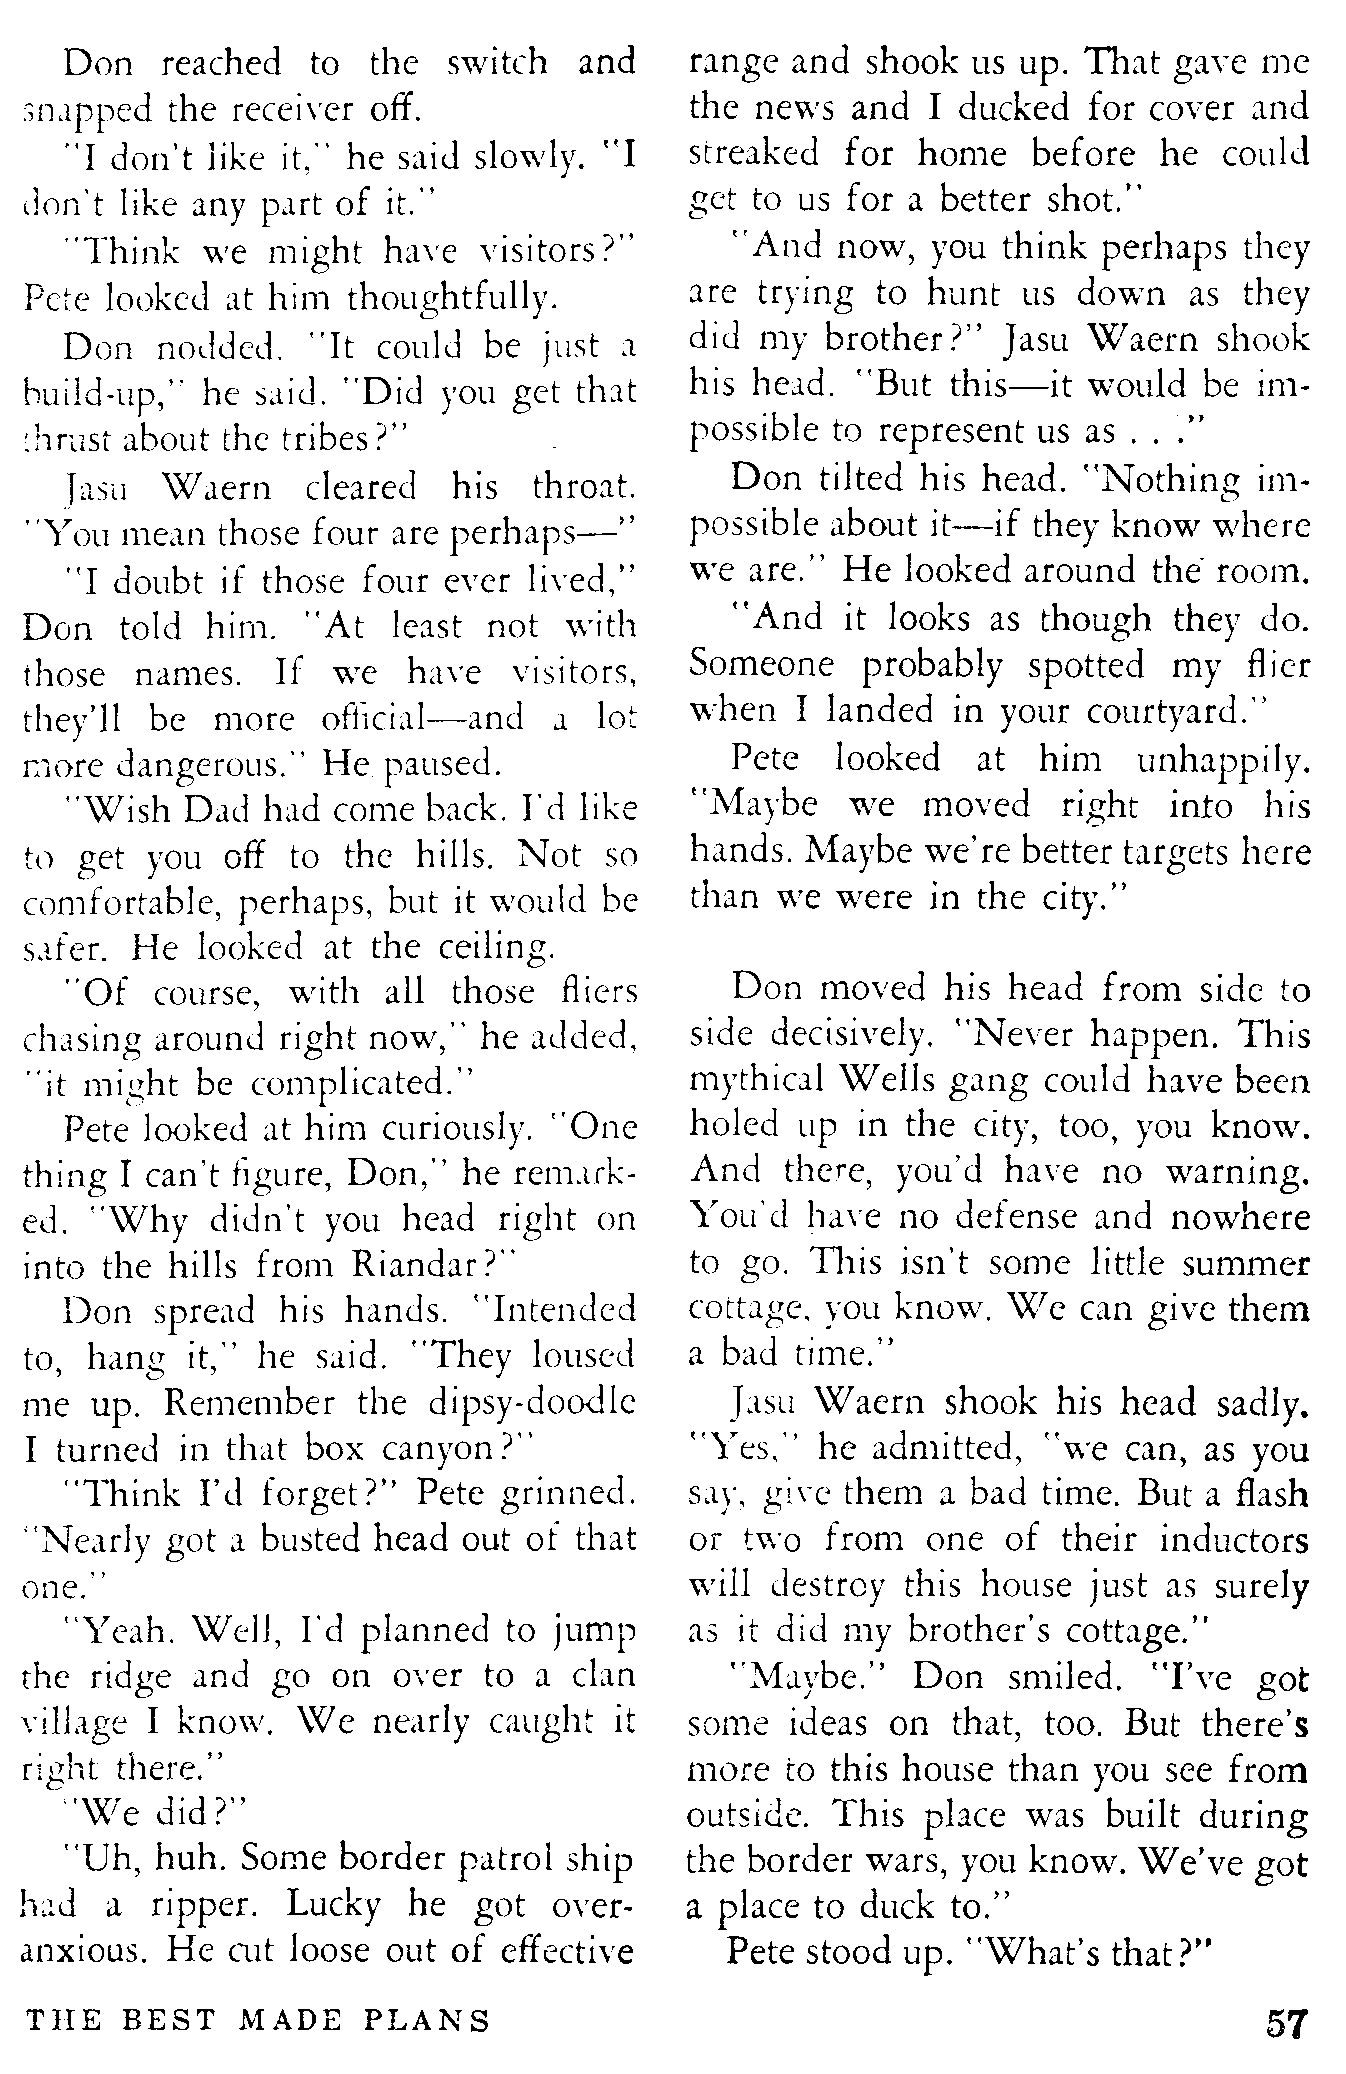 Don reached to the switch and
snapped the receiver off.
"I don't like it," he said slowly. "I
don't like any part of it."
"Think we might have visitors?"
Pete looked at him thoughtfully.
Don nodded. "It could be just a
build-up," he said. "Did you get that
thrust about the tribes?"
Jasu Waern cleared his throat.
"You mean those four are perhaps—"
"I doubt if those four ever lived,"
Don told him. "At least not with
those names. If we have visitors,
they'll be more official—and a lot
more dangerous." He paused.
"Wish Dad had come back. I'd like
to get you off to the hills. Not so
comfortable, perhaps, but it would be
safer. He looked at the ceiling.
"Of course, with all those fliers
chasing around right now," he added,
"it might be complicated."
Pete looked at him curiously. "One
thing I can't figure, Don," he remark-
ed. "Why didn't you head right on
into the hills from Riandar?"
Don spread his hands. "Intended
to, hang it," he said. "They loused
me up. Remember the dipsy-doodle
I turned in that box canyon?"
"Think I'd forget?" Pete grinned.
"Nearly got a busted head out of that
one."
"Yeah. Well, I'd planned to jump
the ridge and go on over to a clan
village I know. We nearly caught it
right there."
"We did?"
"Uh, huh. Some border patrol ship
had a ripper. Lucky he got over-
anxious. He cut loose out of effective
range and shook us up. That gave me
the news and I ducked for cover and
streaked for home before he could
get to us for a better shot."
"And now, you think perhaps they
are trying to hunt us down as they
did my brother?" Jasu Waern shook
his head. "But this—it would be im-
possible to represent us as . . ."
Don tilted his head. "Nothing im-
possible about it—if they know where
we are." He looked around the room.
"And it looks as though they do.
Someone probably spotted my flier
when I landed in your courtyard."
Pete looked at him unhappily.
"Maybe we moved right into his
hands. Maybe we're better targets here
than we were in the city."
Don moved his head from side to
side decisively. "Never happen. This
mythical Wells gang could have been
holed up in the city, too, you know.
And there, you'd have no warning.
You'd have no defense and nowhere
to go. This isn't some little summer
cottage, you know. We can give them
a bad time."
Jasu Waern shook his head sadly.
"Yes," he admitted, "we can, as you
say, give them a bad time. But a flash
or two from one of their inductors
will destroy this house just as surely
as it did my brother's cottage."
"Maybe." Don smiled. "I've got
some ideas on that, too. But there's
more to this house than you see from
outside. This place was built during
the border wars, you know. We've got
a place to duck to."
Pete stood up. "What's that?"
THE BEST MADE PLANS
57